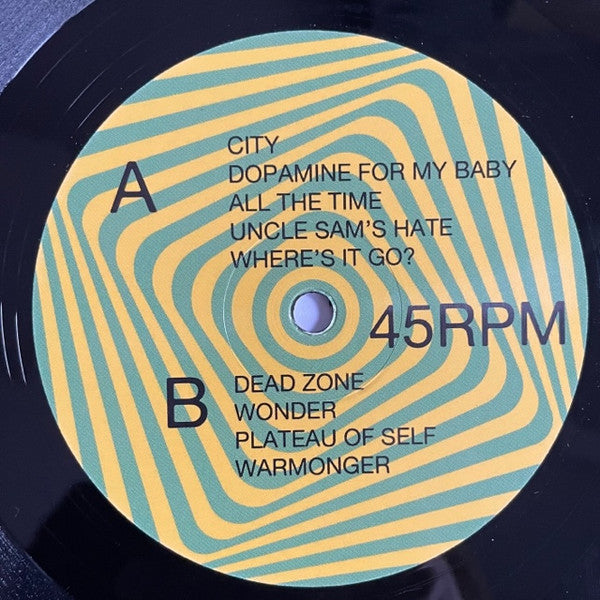 A
CITY
DOPAMINE FOR MY BABY
ALL THE TIME
UNCLE SAM'S HATE
WHERE'S IT GO?
45RPM
B
DEAD ZONE
WONDER
PLATEAU OF SELF
WARMONGER